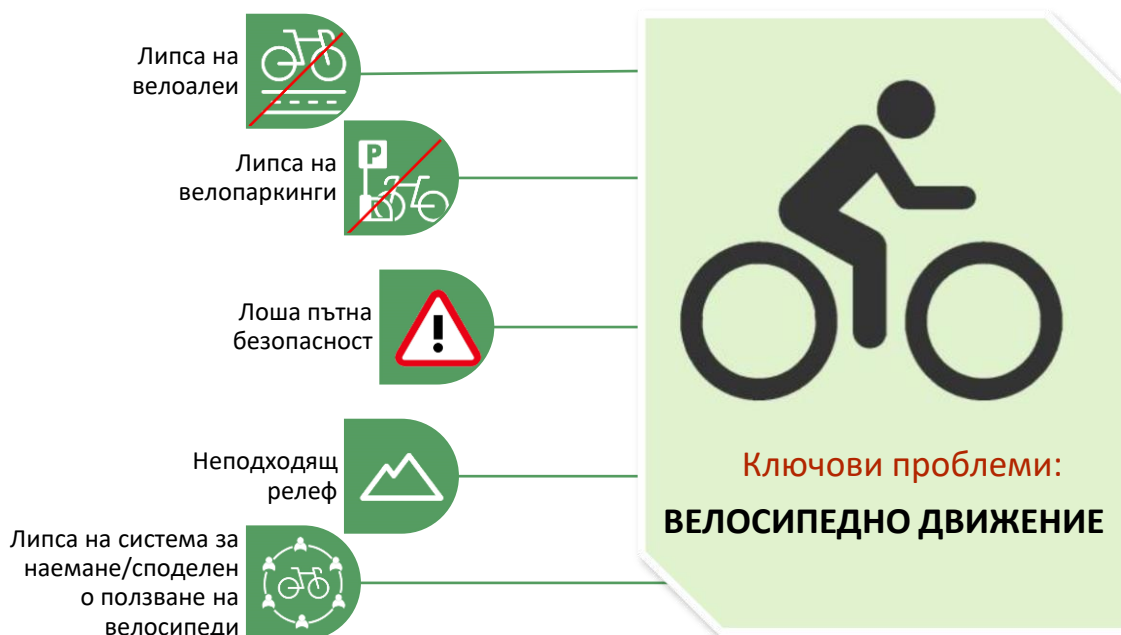 Липса на
велоалеи
P
Липса на
велопаркинги
Лоша пътна
безопасност
!
Неподходящ
релеф
Липса на система за
наемане/споделен
о ползване на
велосипеди
Ключови проблеми:
ВЕЛОСИПЕДНО ДВИЖЕНИЕ